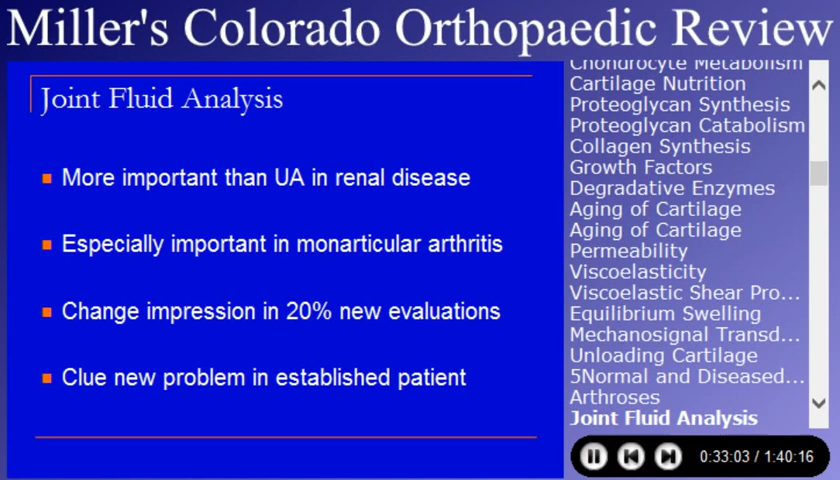 Miller's Colorado Orthopaedic Review
Joint Fluid Analysis
More important than UA in renal disease
Especially important in monarticular arthritis
Change impression in 20% new evaluations
Clue new problem in established patient
Chondrocyte Metabolism
Cartilage Nutrition
Proteoglycan Synthesis
Proteoglycan Catabolism
Collagen Synthesis
Growth Factors
Degradative Enzymes
Aging of Cartilage
Aging of Cartilage
Permeability
Viscoelasticity
Viscoelastic Shear Pro...
Equilibrium Swelling
Mechanosignal Transd...
Unloading Cartilage
5Normal and Diseased...
Arthroses
Joint Fluid Analysis
0:33:03 / 1:40:16